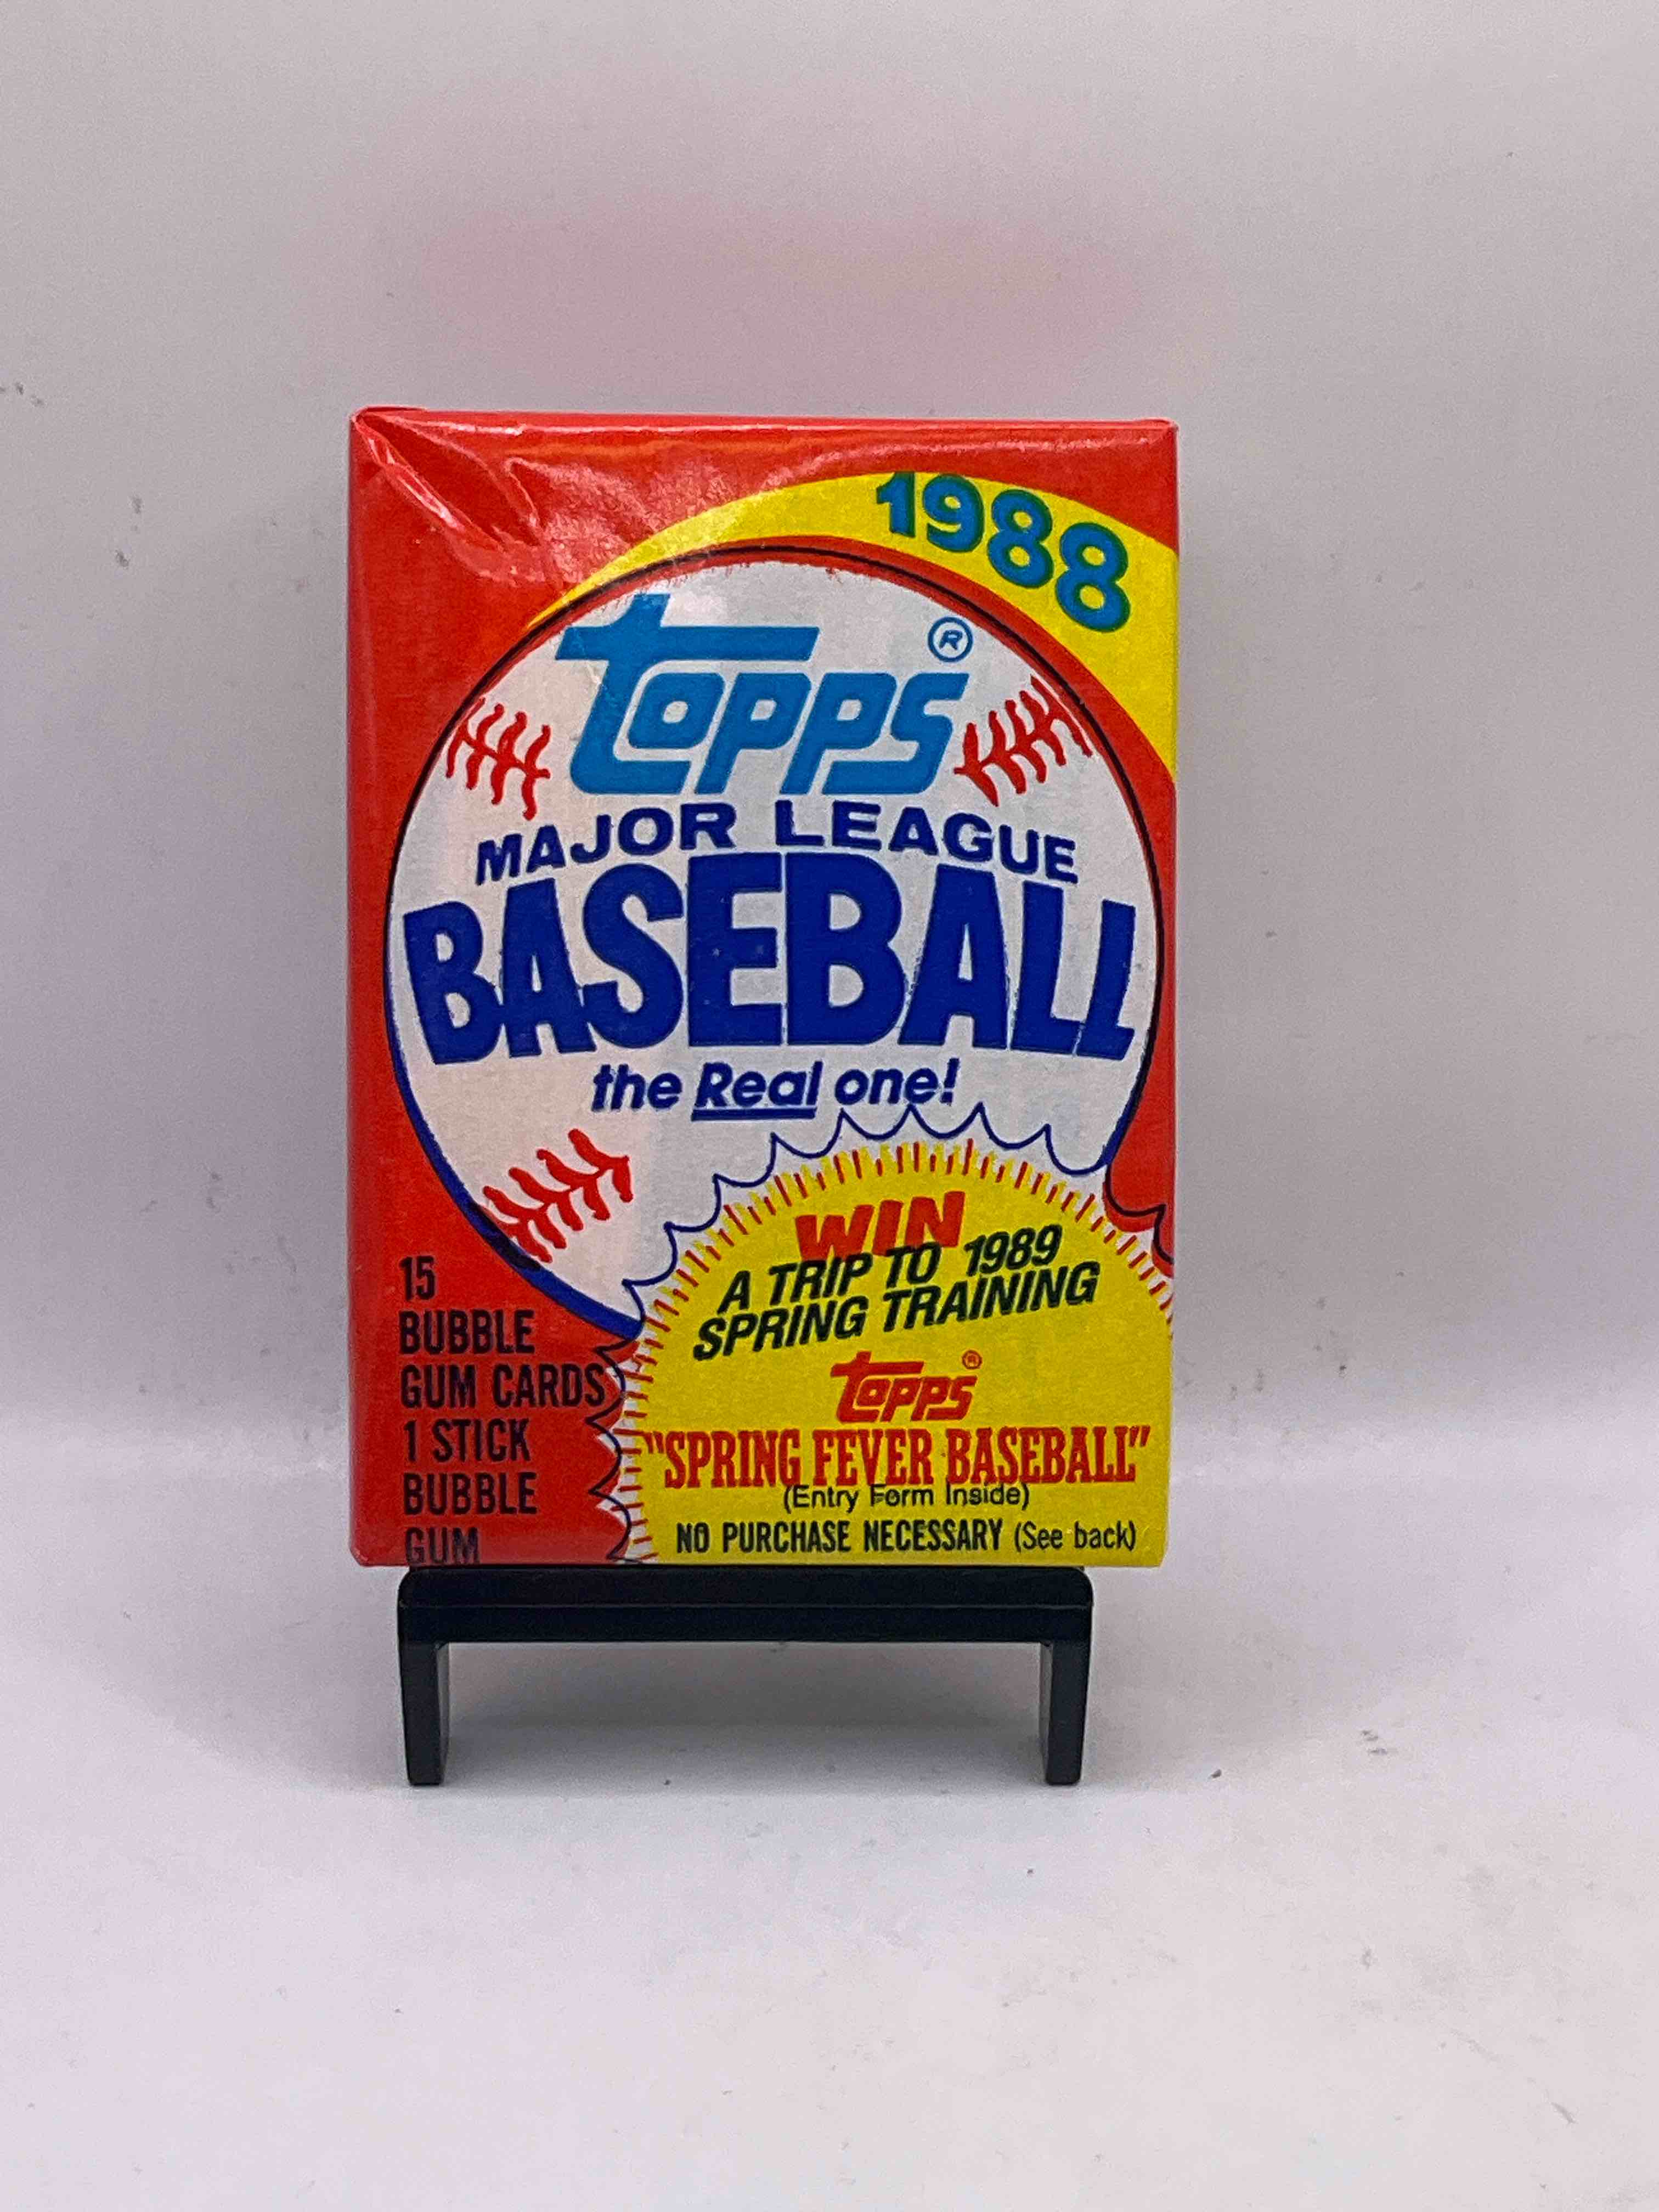 1988
Topps®
MAJOR LEAGUE
BASEBALL
the Real one!
WIN
A TRIP TO 1989
SPRING TRAINING
Topps®
"SPRING FEVER BASEBALL"
(Entry Form Inside)
NO PURCHASE NECESSARY (See back)
15
BUBBLE
GUM CARDS
1 STICK
BUBBLE
GUM